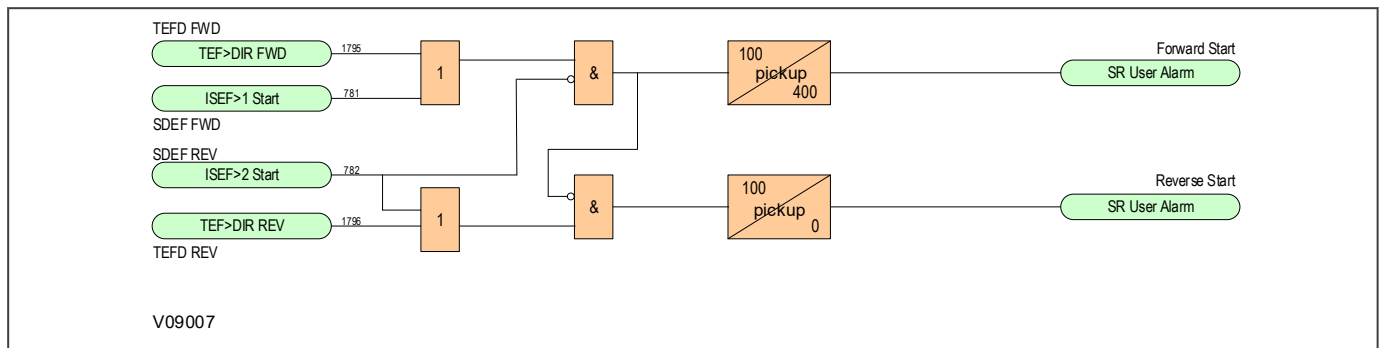 TEFD FWD
TEF>DIR FWD
1795
1
&
100
pickup
400
Forward Start
SR User Alarm
ISEF>1 Start
781
SDEF FWD
SDEF REV
ISEF>2 Start
782
1
&
100
pickup
0
Reverse Start
SR User Alarm
TEF>DIR REV
1796
TEFD REV
V09007